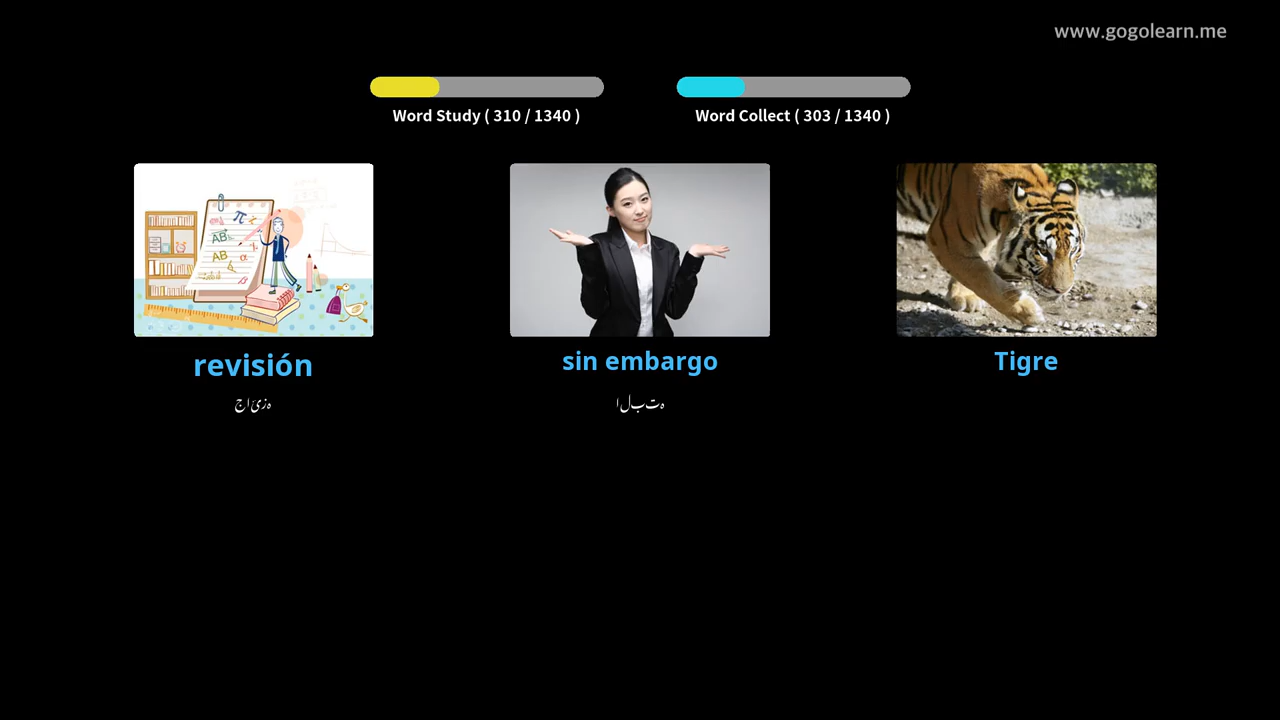 www.gogolearn.me
Word Study ( 310 / 1340 )
Word Collect ( 303 / 1340 )
revisión
sin embargo
Tigre
جائزہ
البتہ